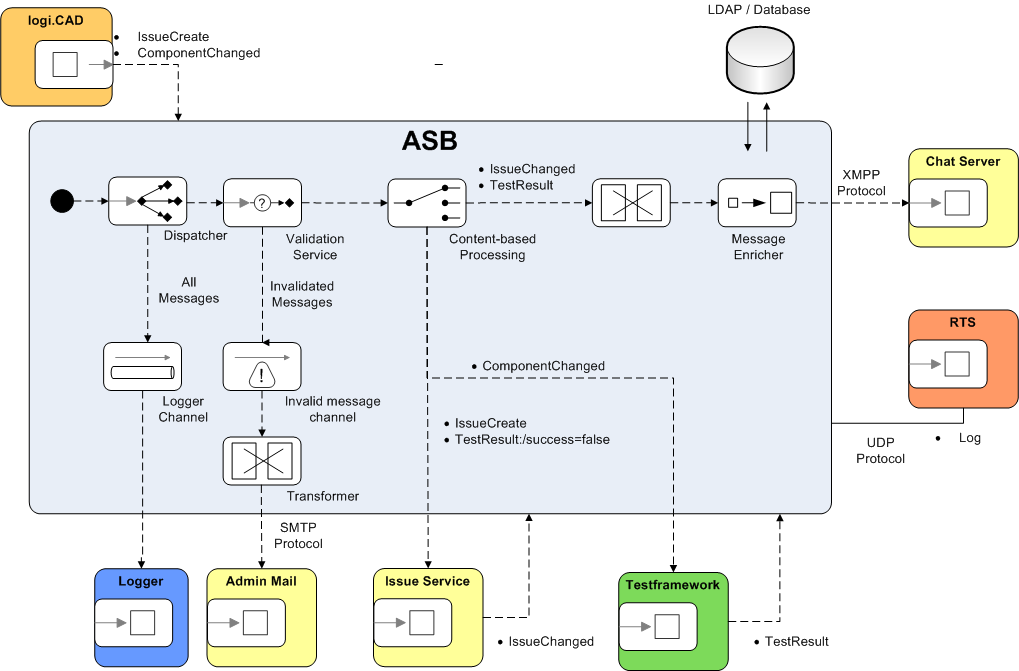 LDAP / Database
logi.CAD
IssueCreate
ComponentChanged
ASB
IssueChanged
TestResult
Chat Server
XMPP
Protocol
Dispatcher
Validation
Service
Content-based
Processing
Message
Enricher
All
Messages
Invalidated
Messages
RTS
ComponentChanged
Logger
Channel
Invalid message
channel
IssueCreate
TestResult:/success=false
UDP
Protocol
Log
Transformer
SMTP
Protocol
Logger
Admin Mail
Issue Service
Testframework
IssueChanged
TestResult